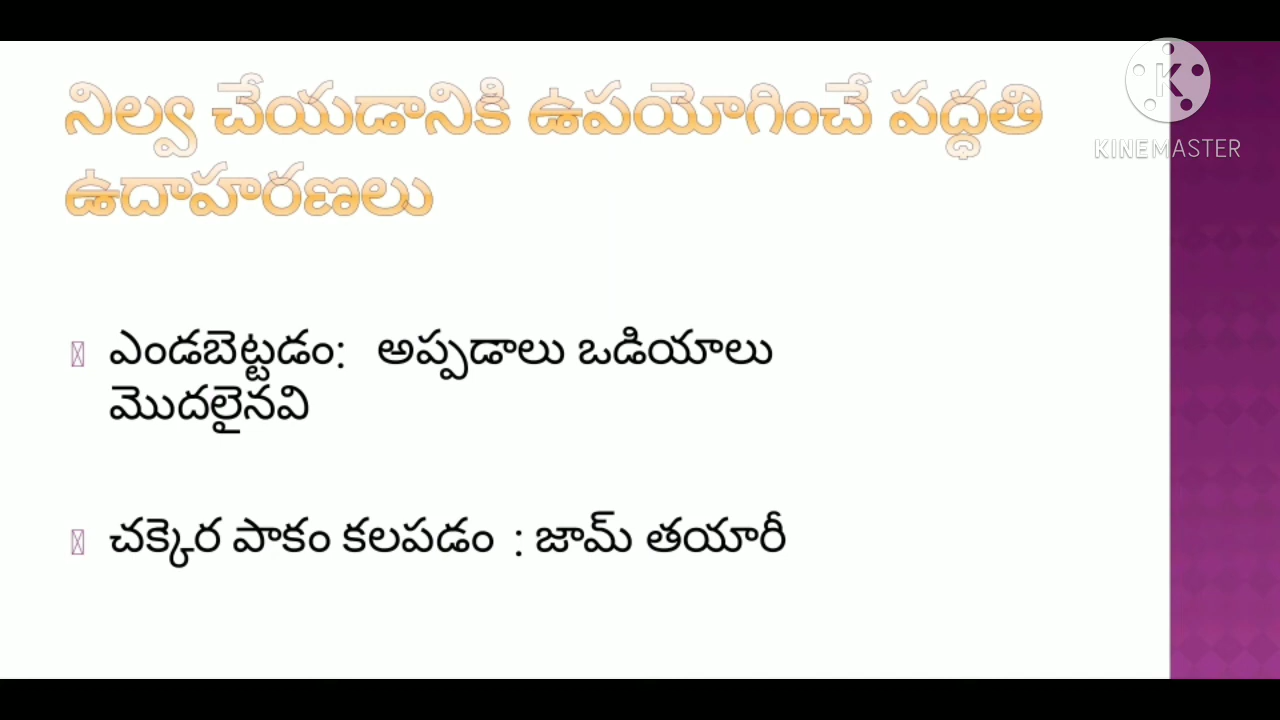 నిల్వ చేయడానికి ఉపయోగించే పద్ధతి
ఉదాహరణలు
KINEMASTER
ఎండబెట్టడం: అప్పడాలు ఒడియాలు
మొదలైనవి
చక్కెర పాకం కలపడం : జామ్ తయారీ